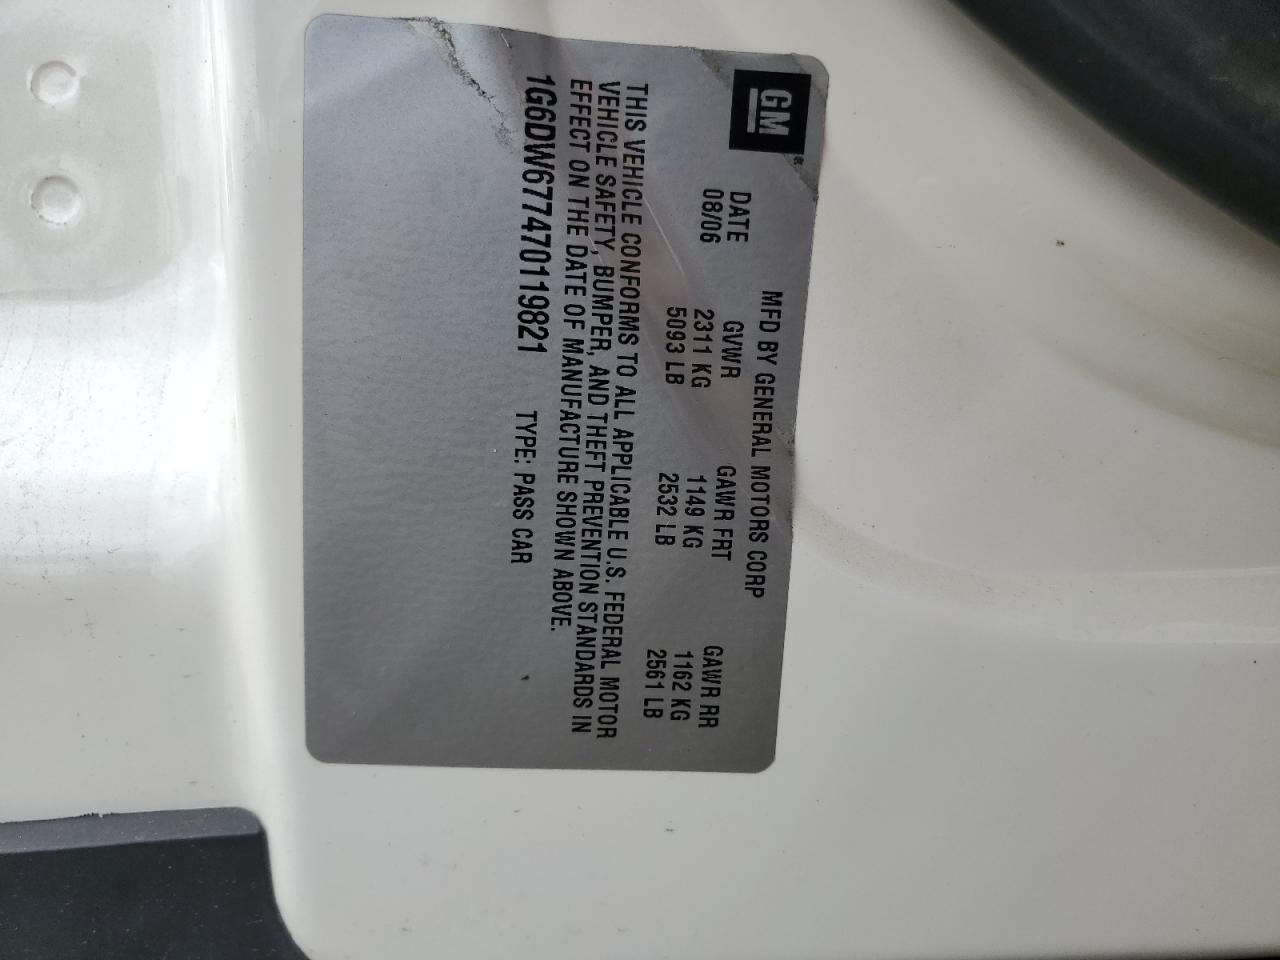 GM
MFD BY GENERAL MOTORS CORP
DATE GVWR GAWR FRT GAWR RR
08/06 2311 KG 1149 KG 1162 KG
5093 LB 2532 LB 2561 LB
THIS VEHICLE CONFORMS TO ALL APPLICABLE U.S. FEDERAL MOTOR
VEHICLE SAFETY, BUMPER, AND THEFT PREVENTION STANDARDS IN
EFFECT ON THE DATE OF MANUFACTURE SHOWN ABOVE.
1G6DW677470119821 TYPE: PASS CAR